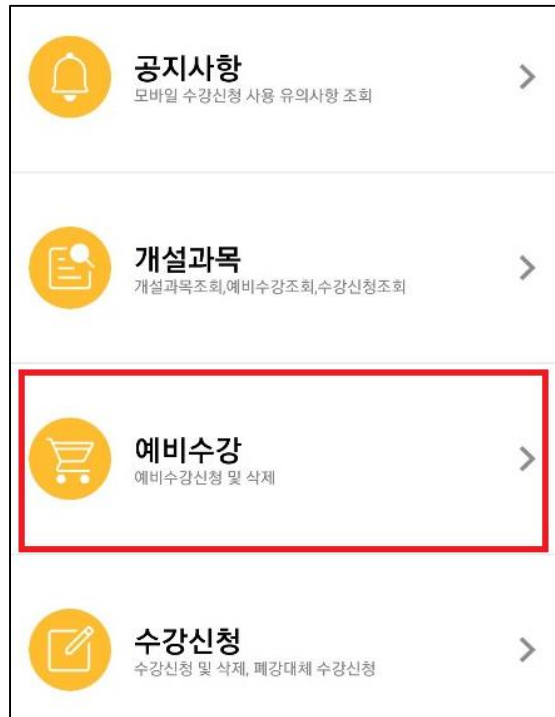 공지사항
모바일 수강신청 사용 유의사항 조회
개설과목
개설과목조회,예비수강조회,수강신청조회
예비수강
예비수강신청 및 삭제
수강신청
수강신청 및 삭제, 폐강대체 수강신청